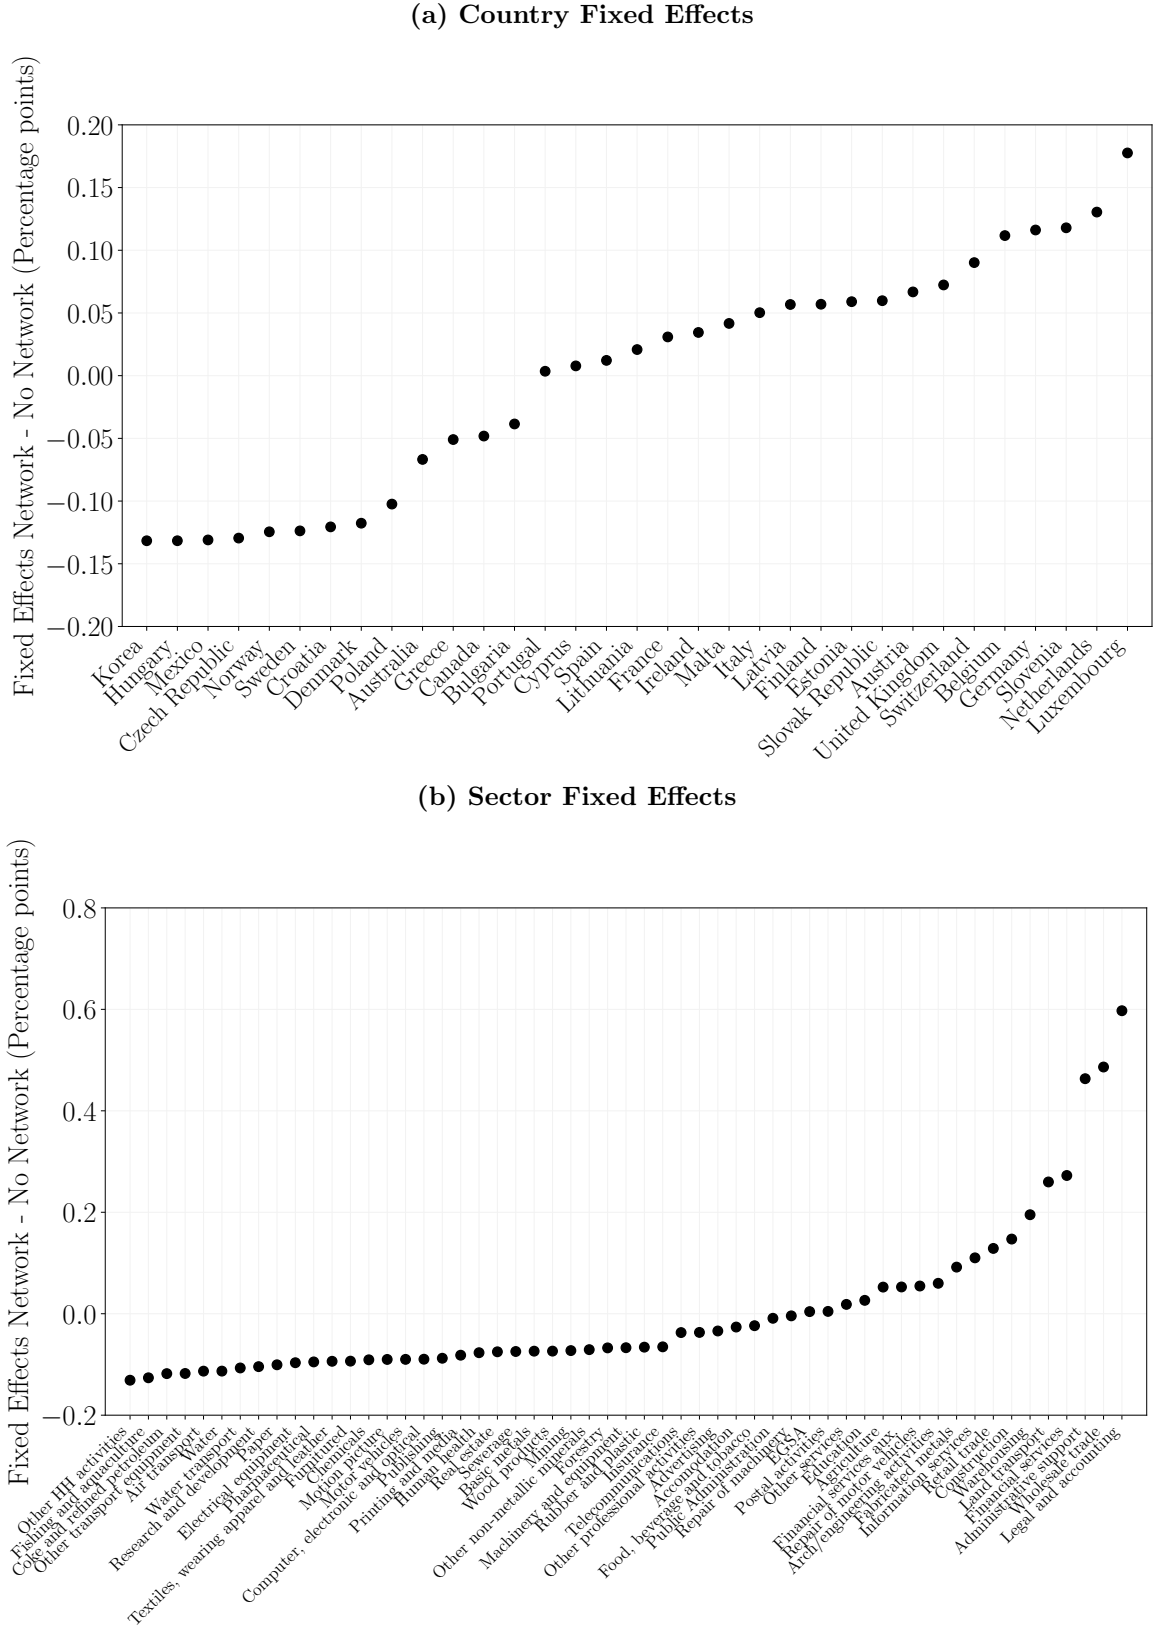 (a) Country Fixed Effects
Fixed Effects Network - No Network (Percentage points)
0.20
0.15
0.10
0.05
0.00
−0.05
−0.10
−0.15
−0.20
Korea
Hungary
Mexico
Czech Republic
Norway
Sweden
Croatia
Denmark
Poland
Australia
Greece
Canada
Bulgaria
Portugal
Cyprus
Spain
Lithuania
France
Ireland
Malta
Italy
Latvia
Finland
Estonia
Slovak Republic
Austria
United Kingdom
Switzerland
Belgium
Germany
Slovenia
Netherlands
Luxembourg
(b) Sector Fixed Effects
Fixed Effects Network - No Network (Percentage points)
0.8
0.6
0.4
0.2
0.0
−0.2
Other HH activities
Fishing and aquaculture
Coke and refined petroleum
Other transport equipment
Air transport
Water
Water transport
Research and development
Paper
Electrical equipment
Pharmaceutical
Textiles, wearing apparel and leather
Furnitured
Chemicals
Motion picture
Motor vehicles
Computer, electronic and optical
Publishing
Printing and media
Human health
Real estate
Sewerage
Basic metals
Wood products
Mining
Other non-metallic minerals
Forestry
Machinery and equipment
Rubber and plastic
Insurance
Telecommunications
Other professional activities
Advertising
Accomodation
Food, beverage and tobacco
Public Administration
Repair of machinery
EGSA
Postal activities
Other services
Education
Agriculture
Financial services aux.
Repair of motor vehiles
Arch/engineering activities
Fabricated metals
Information services
Retail trade
Construction
Warehousing
Land transport
Financial services
Administrative support
Wholesale trade
Legal and accounting